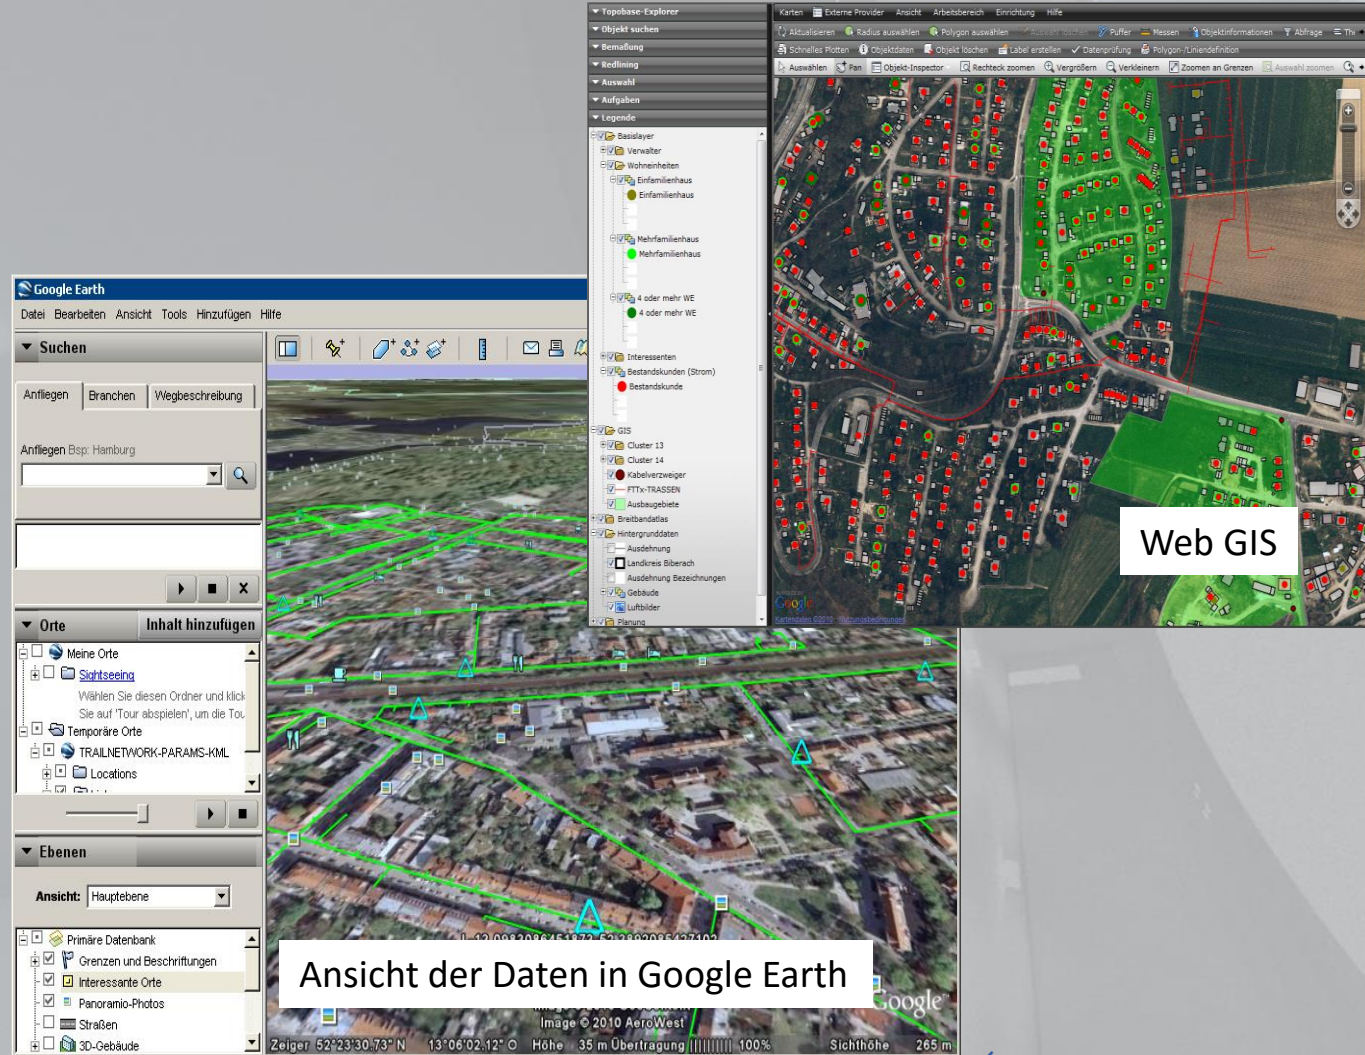 Topobase-Explorer
Objekt suchen
Bemaßung
Redlining
Auswahl
Aufgaben
Legende
Basislayer
Verwalter
Wohneinheiten
Einfamilienhaus
Einfamilienhaus
Mehrfamilienhaus
Mehrfamilienhaus
4 oder mehr WE
4 oder mehr WE
Interessenten
Bestandskunden (Strom)
Bestandskunde
GIS
Cluster 13
Cluster 14
Kabelverzweiger
FTTx-TRASSEN
Ausbaugebiete
Breitbandatlas
Hintergrunddaten
Ausdehnung
Landkreis Biberach
Ausdehnung Bezeichnungen
Gebäude
Luftbilder
Planung
Karten Externe Provider Ansicht Arbeitsbereich Einrichtung Hilfe
Aktualisieren Radius auswählen Polygon auswählen Auswahl löschen Puffer Messen Objektinformationen Abfrage
Schnelles Plotten Objektdaten Objekt löschen Label erstellen Datenprüfung Polygon-/Liniendefinition
Auswählen Pan Objekt-Inspector Rechteck zoomen Vergrößern Verkleinern Zoomen an Grenzen Auswahl zoomen
Google
Kartendaten ©2010 - Nutzungsbedingungen
Web GIS
Google Earth
Datei Bearbeiten Ansicht Tools Hinzufügen Hilfe
Suchen
Anfliegen Branchen Wegbeschreibung
Anfliegen Bsp: Hamburg
Orte Inhalt hinzufügen
Meine Orte
Sightseeing
Wählen Sie diesen Ordner und klick
Sie auf 'Tour abspielen', um die Tou
Temporäre Orte
TRAILNETWORK-PARAMS-KML
Locations
Ebenen
Ansicht: Hauptebene
Primäre Datenbank
Grenzen und Beschriftungen
Interessante Orte
Panoramio-Photos
Straßen
3D-Gebäude
Ansicht der Daten in Google Earth
Google
Image © 2010 AeroWest
Zeiger 52°23'30.73" N 13°06'02.12" O Höhe 35 m Übertragung 100% Sichthöhe 265 m